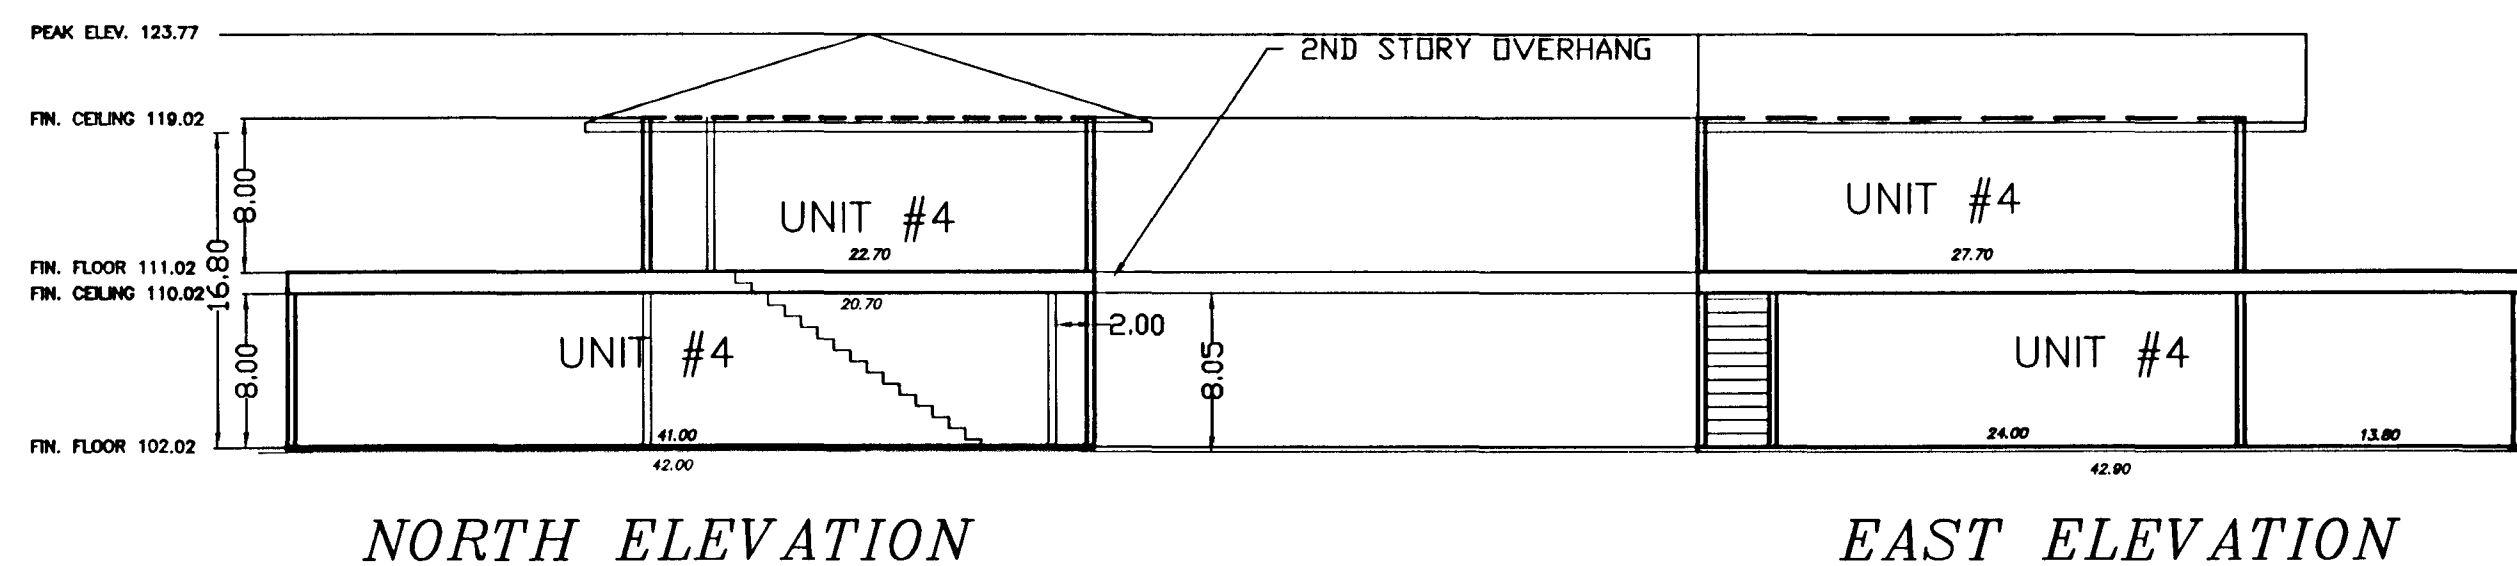 PEAK ELEV. 123.77
2ND STORY OVERHANG
FIN. CEILING 119.02
8.00
16.80
UNIT #4
22.70
UNIT #4
27.70
FIN. FLOOR 111.02
FIN. CEILING 110.02
20.70
2.00
8.00
UNIT #4
8.05
UNIT #4
FIN. FLOOR 102.02
41.00
42.00
24.00
13.80
42.90
NORTH ELEVATION
EAST ELEVATION